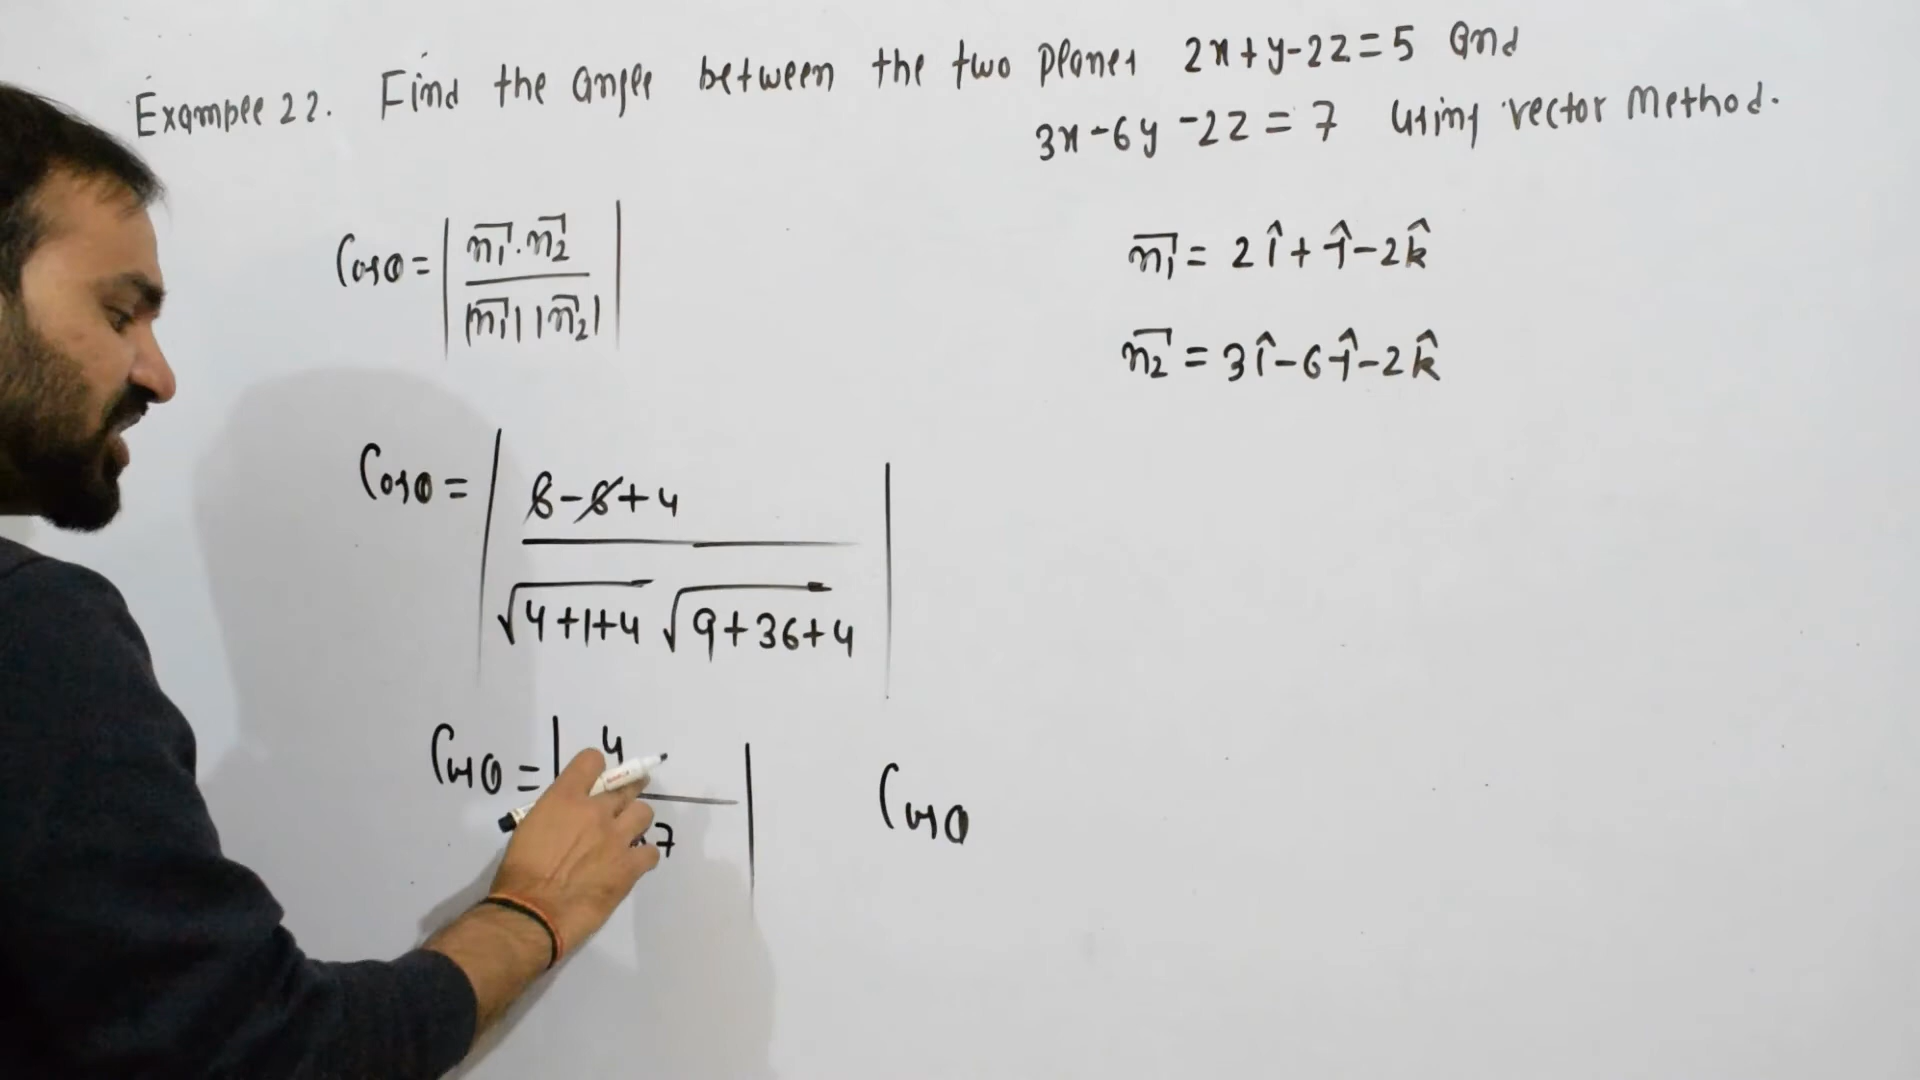 Example 22. Find the angle between the two planes 2x+y-2z=5 and
3x-6y-2z=7 using vector Method.
Cosθ = | n₁⃗.n₂⃗ / |n₁⃗||n₂⃗| |
n₁⃗ = 2î+ĵ-2k̂
n₂⃗ = 3î-6ĵ-2k̂
Cosθ = | 6-6+4 / √4+1+4 √9+36+4 |
Cosθ = | 4 / 7 |
Cosθ